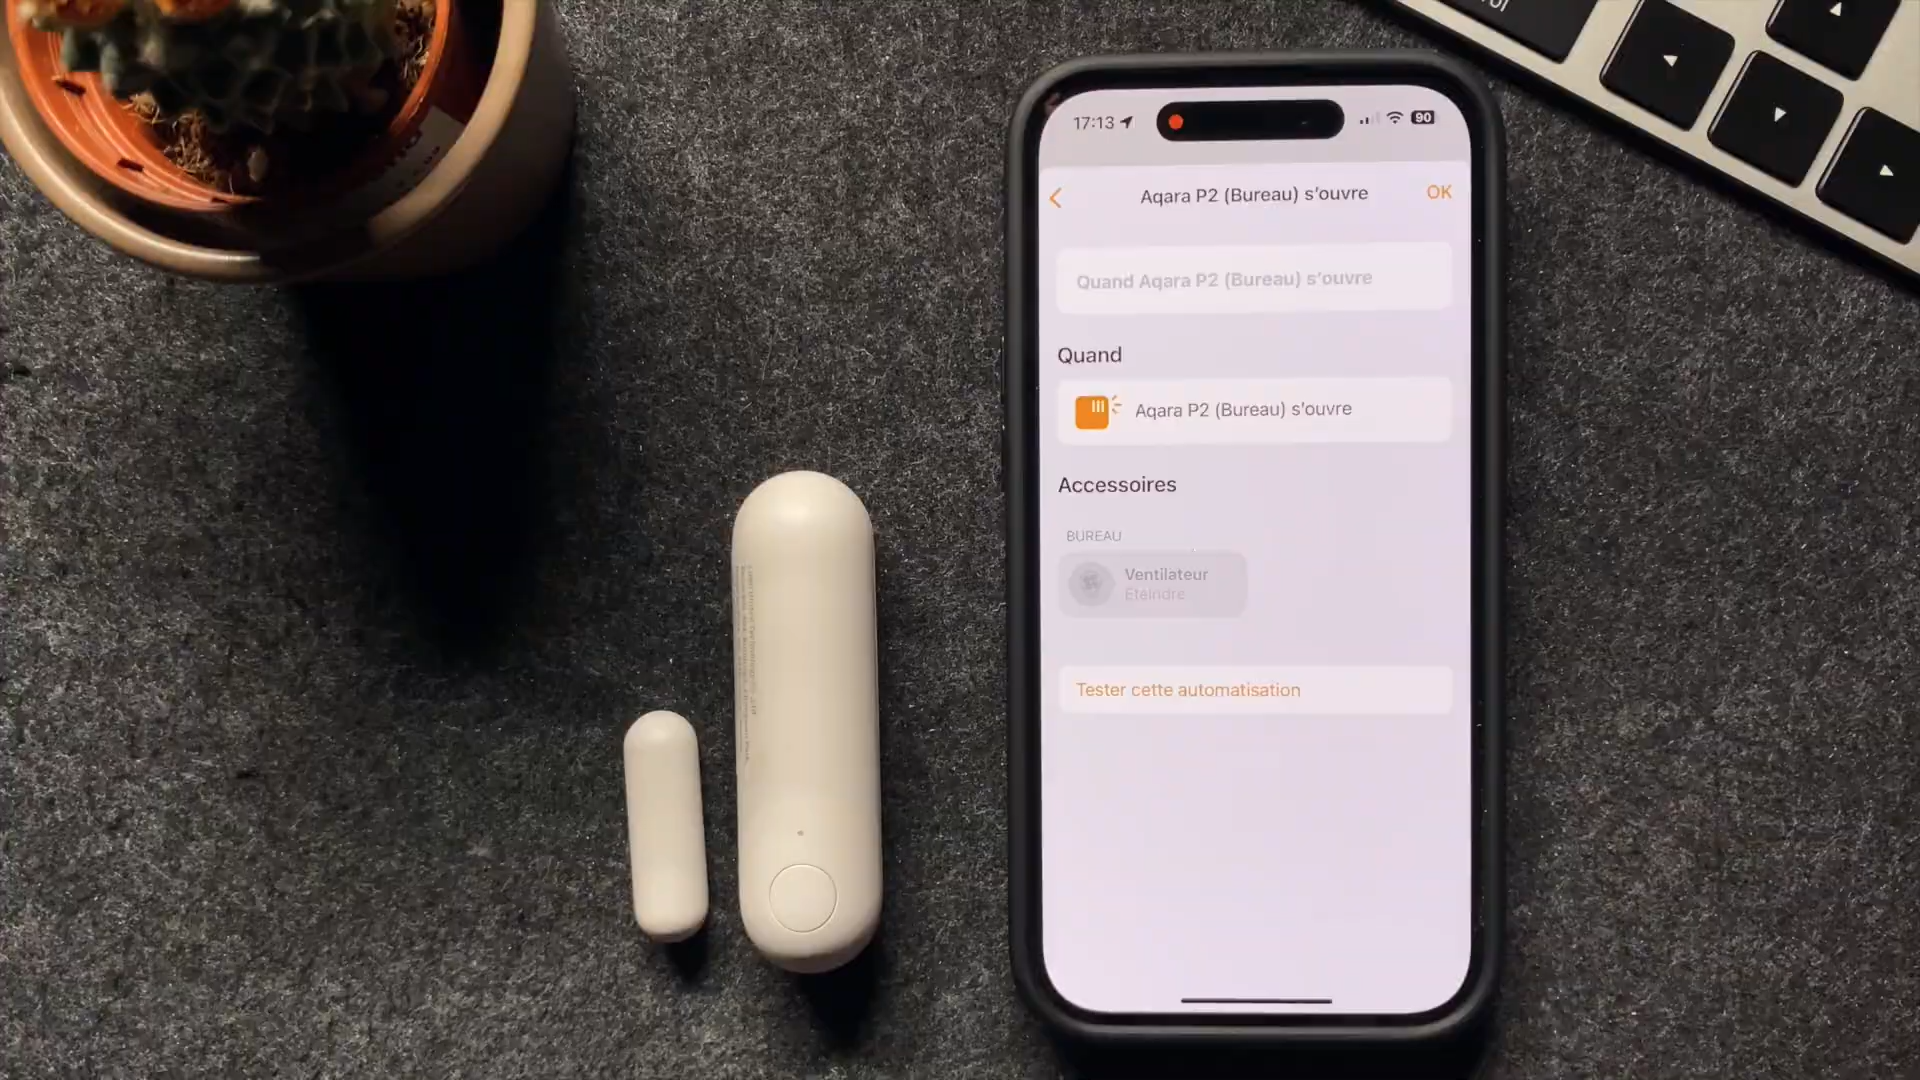 17:13
90
Aqara P2 (Bureau) s’ouvre
OK
Quand Aqara P2 (Bureau) s’ouvre
Quand
Aqara P2 (Bureau) s’ouvre
Accessoires
BUREAU
Ventilateur
Éteindre
Tester cette automatisation